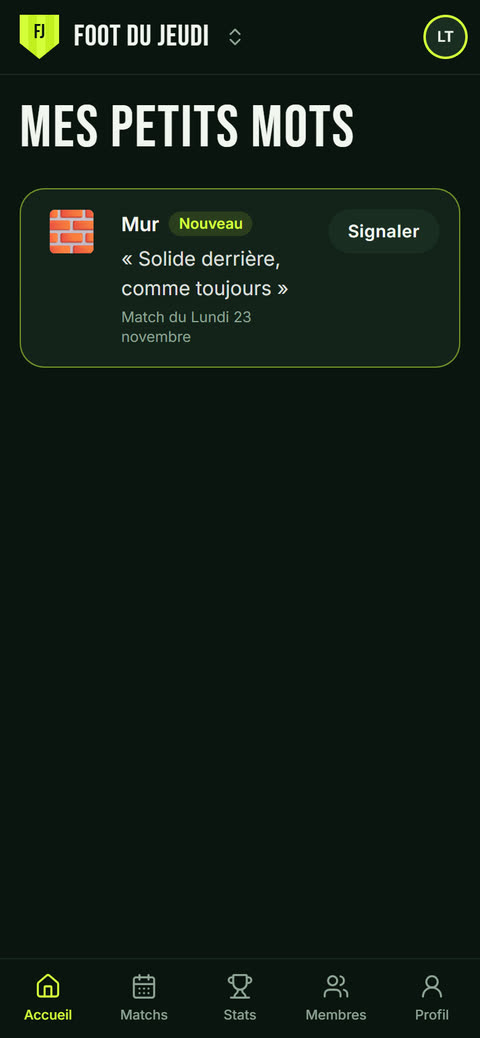 FJ
FOOT DU JEUDI
LT
MES PETITS MOTS
Mur Nouveau
Signaler
« Solide derrière,
comme toujours »
Match du Lundi 23
novembre
Accueil Matchs Stats Membres Profil